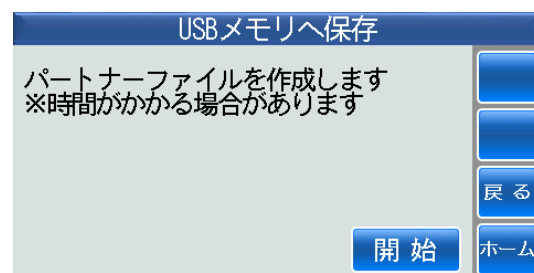 USBメモリへ保存
パートナーファイルを作成します
※時間がかかる場合があります
戻る
開始
ホーム